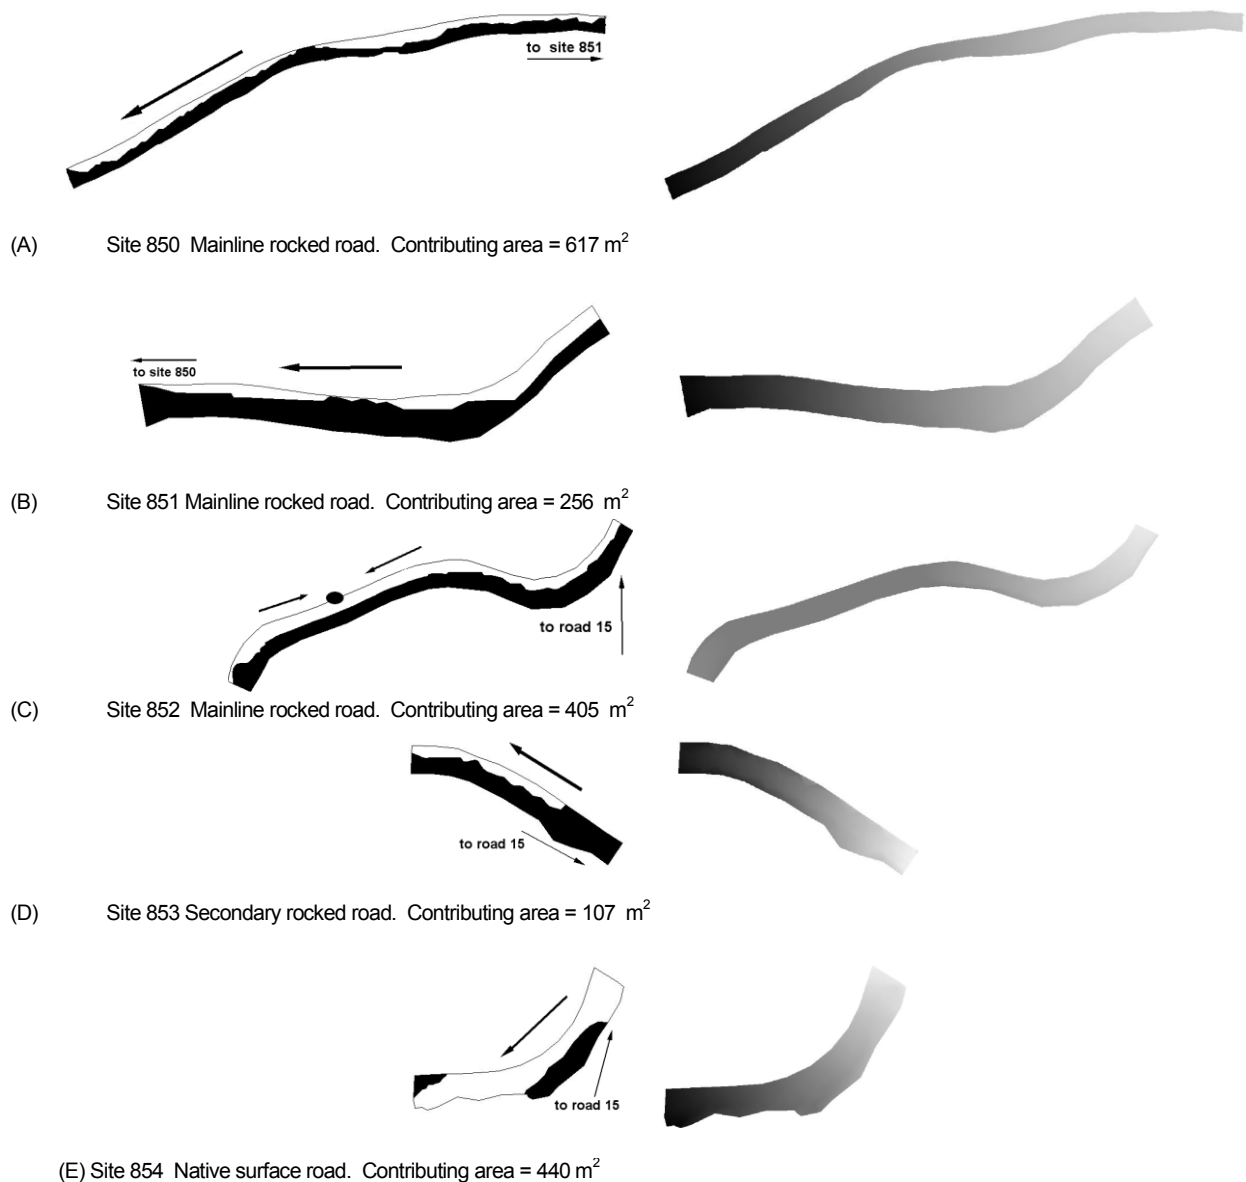 to site 851
(A) Site 850 Mainline rocked road. Contributing area = 617 m²
to site 850
(B) Site 851 Mainline rocked road. Contributing area = 256 m²
to road 15
(C) Site 852 Mainline rocked road. Contributing area = 405 m²
to road 15
(D) Site 853 Secondary rocked road. Contributing area = 107 m²
to road 15
(E) Site 854 Native surface road. Contributing area = 440 m²